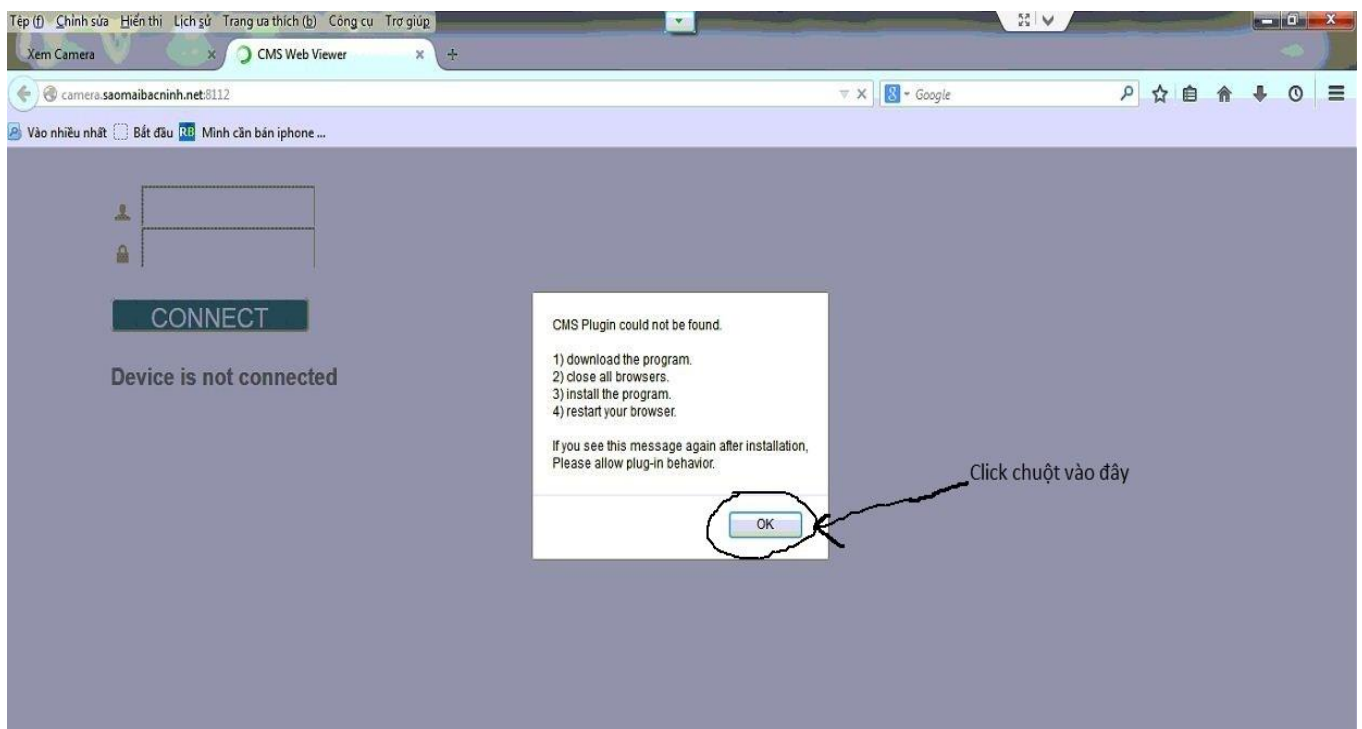 Tệp (f) Chỉnh sửa Hiển thị Lịch sử Trang ưa thích (b) Công cụ Trợ giúp
Xem Camera × CMS Web Viewer × +
camera.saomaibacninh.net:8112 Google
Vào nhiều nhất Bắt đầu RB Mình cần bán iphone ...
CONNECT
Device is not connected
CMS Plugin could not be found.
1) download the program.
2) close all browsers.
3) install the program.
4) restart your browser.
If you see this message again after installation,
Please allow plug-in behavior.
OK
Click chuột vào đây